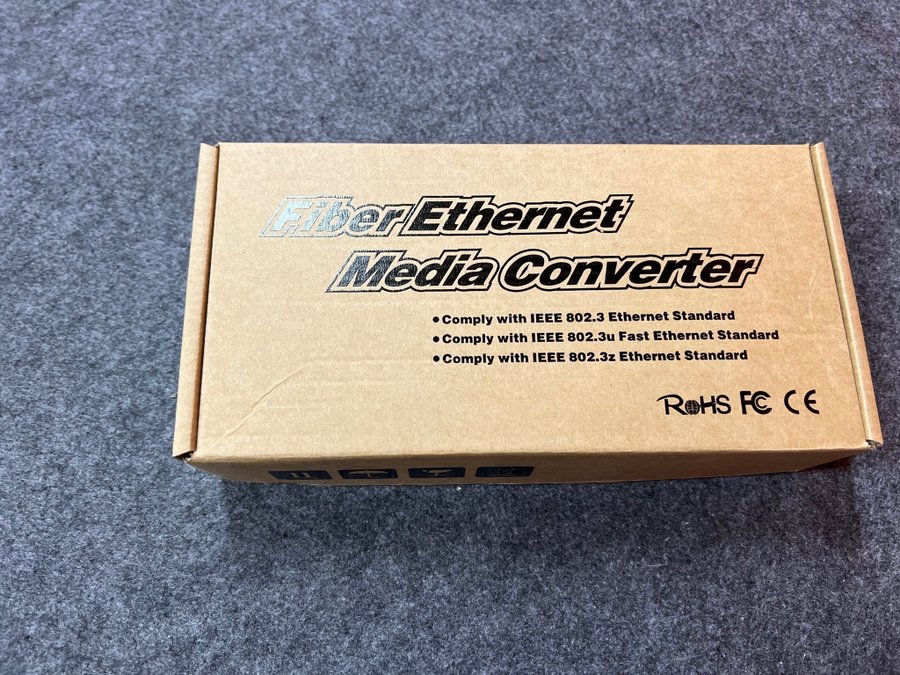 Fiber Ethernet
Media Converter
•Comply with IEEE 802.3 Ethernet Standard
•Comply with IEEE 802.3u Fast Ethernet Standard
•Comply with IEEE 802.3z Ethernet Standard
RoHS FC CE